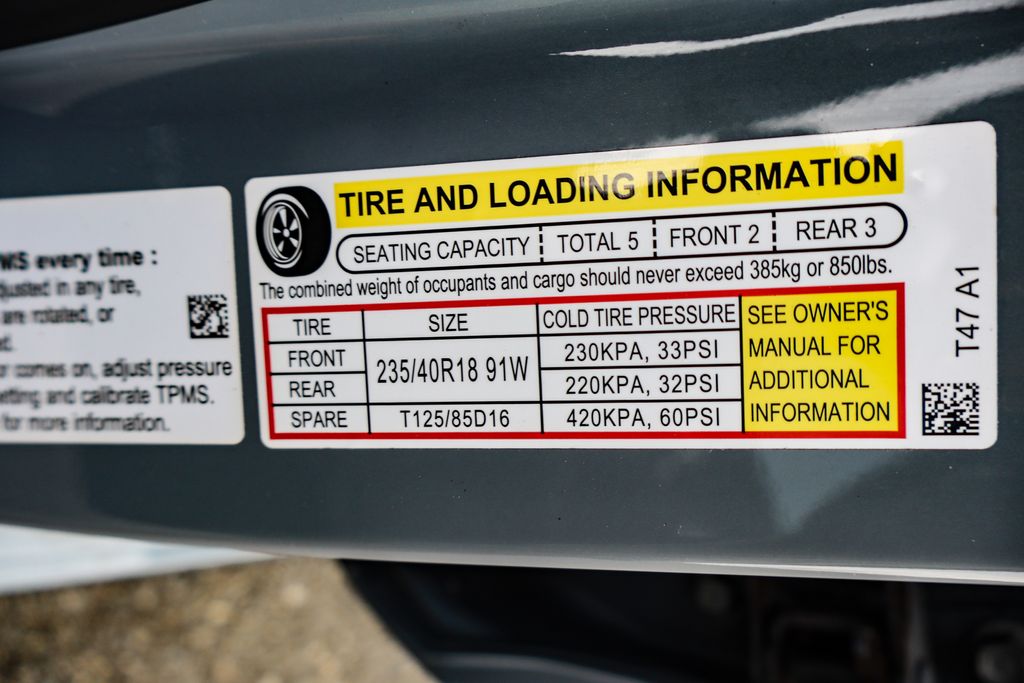 WS every time :
justed in any tire,
are rotated, or
d.
or comes on, adjust pressure
etting and calibrate TPMS.
for more information.
TIRE AND LOADING INFORMATION
SEATING CAPACITY TOTAL 5 FRONT 2 REAR 3
The combined weight of occupants and cargo should never exceed 385kg or 850lbs.
TIRE SIZE COLD TIRE PRESSURE
FRONT 235/40R18 91W 230KPA, 33PSI
REAR 220KPA, 32PSI
SPARE T125/85D16 420KPA, 60PSI
SEE OWNER'S
MANUAL FOR
ADDITIONAL
INFORMATION
T47 A1